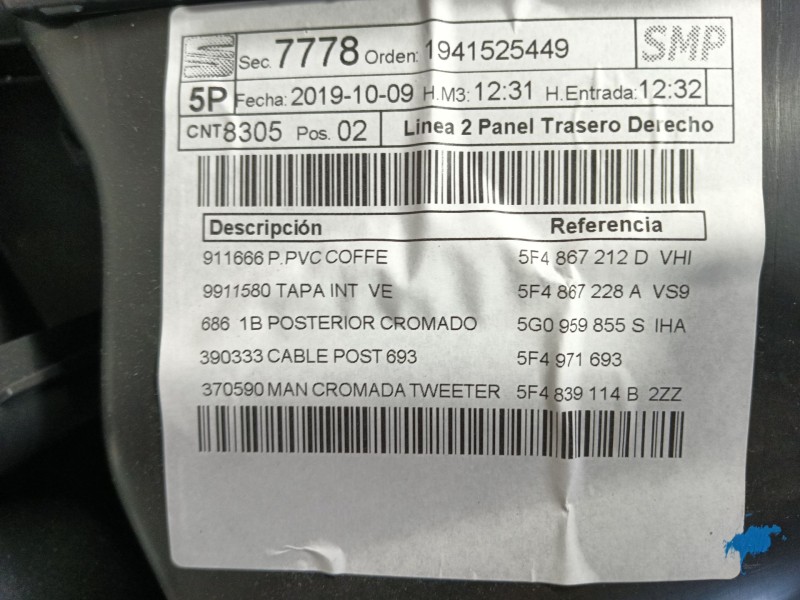 Sec. 7778 Orden: 1941525449 SMP
5P Fecha: 2019-10-09 H.M3: 12:31 H.Entrada: 12:32
CNT 8305 Pos. 02 Linea 2 Panel Trasero Derecho
Descripción Referencia
911666 P.PVC COFFE 5F4 867 212 D VHI
9911580 TAPA INT VE 5F4 867 228 A VS9
686 1B POSTERIOR CROMADO 5G0 959 855 S IHA
390333 CABLE POST 693 5F4 971 693
370590 MAN CROMADA TWEETER 5F4 839 114 B 2ZZ